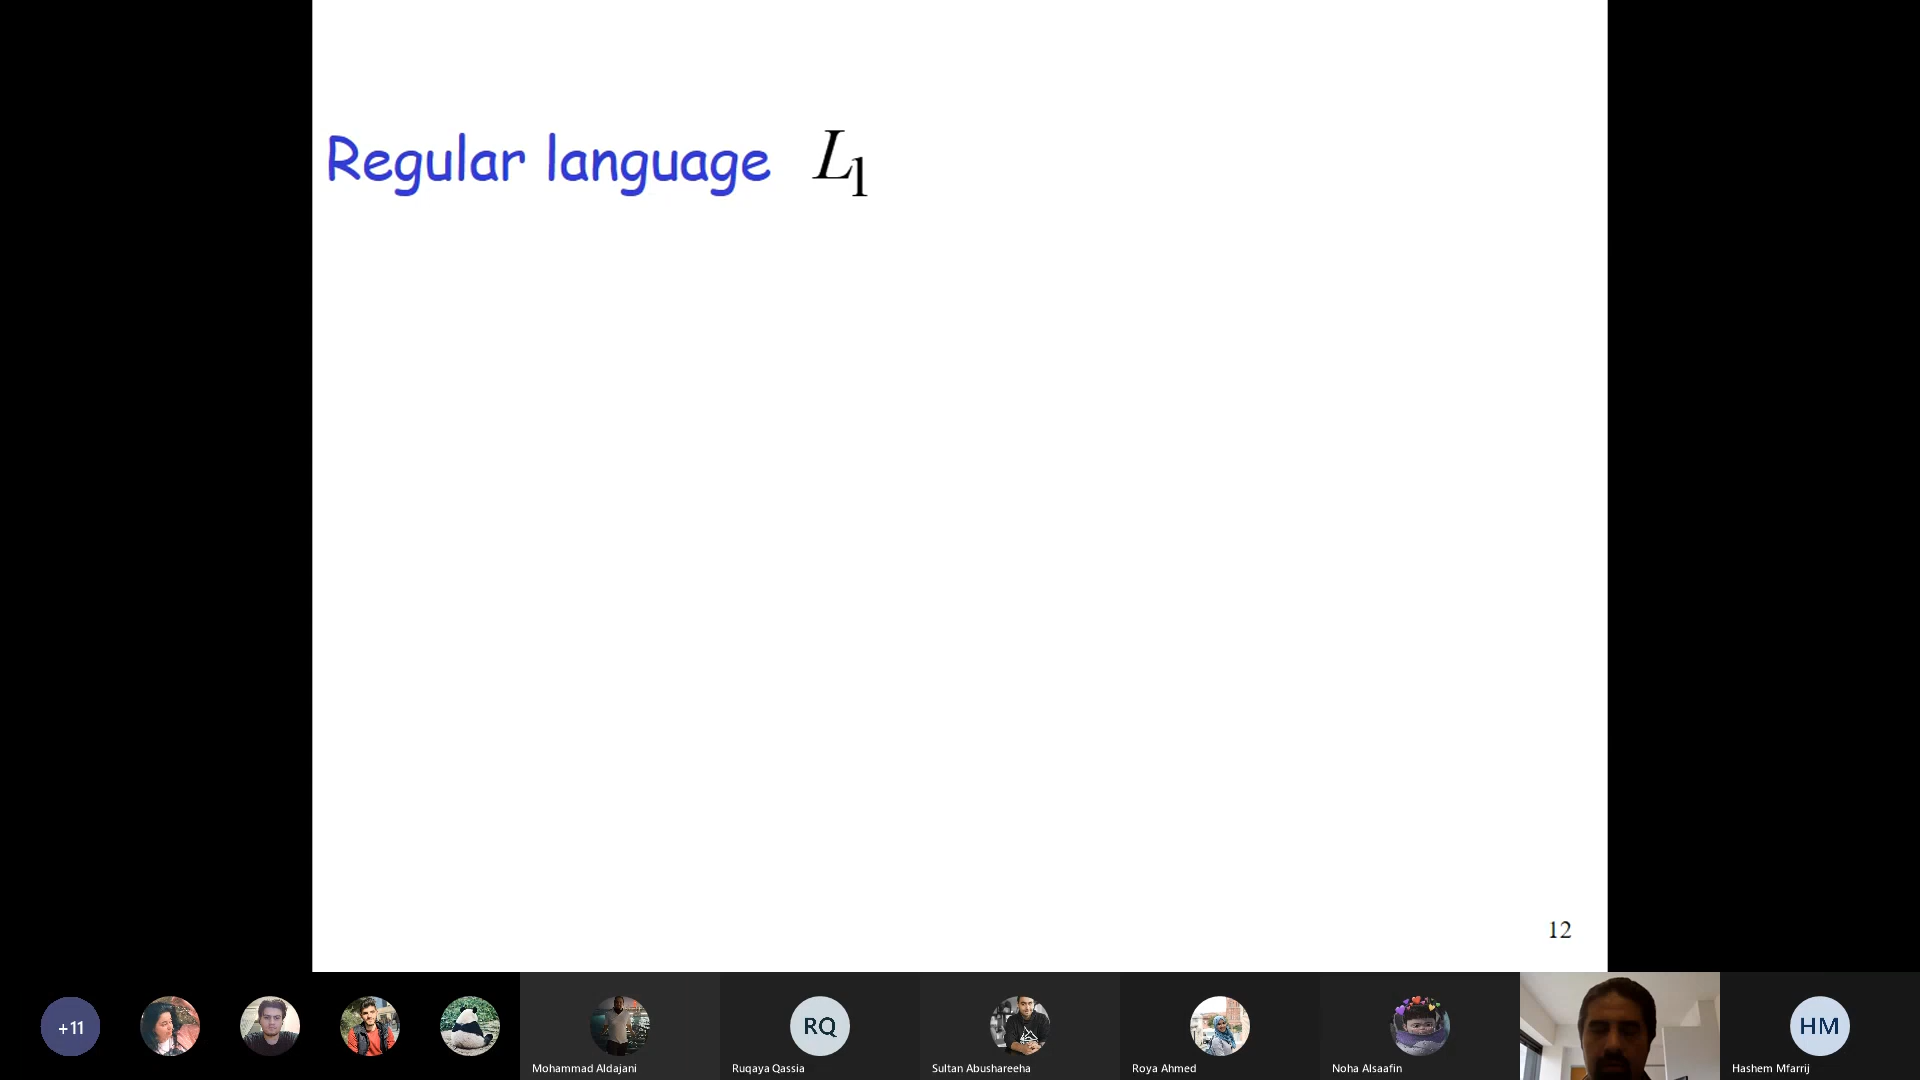 Regular language L1
12
+11
RQ
HM
Mohammad Aldajani
Ruqaya Qassia
Sultan Abushareeha
Roya Ahmed
Noha Alsaafin
Hashem Mfarrij